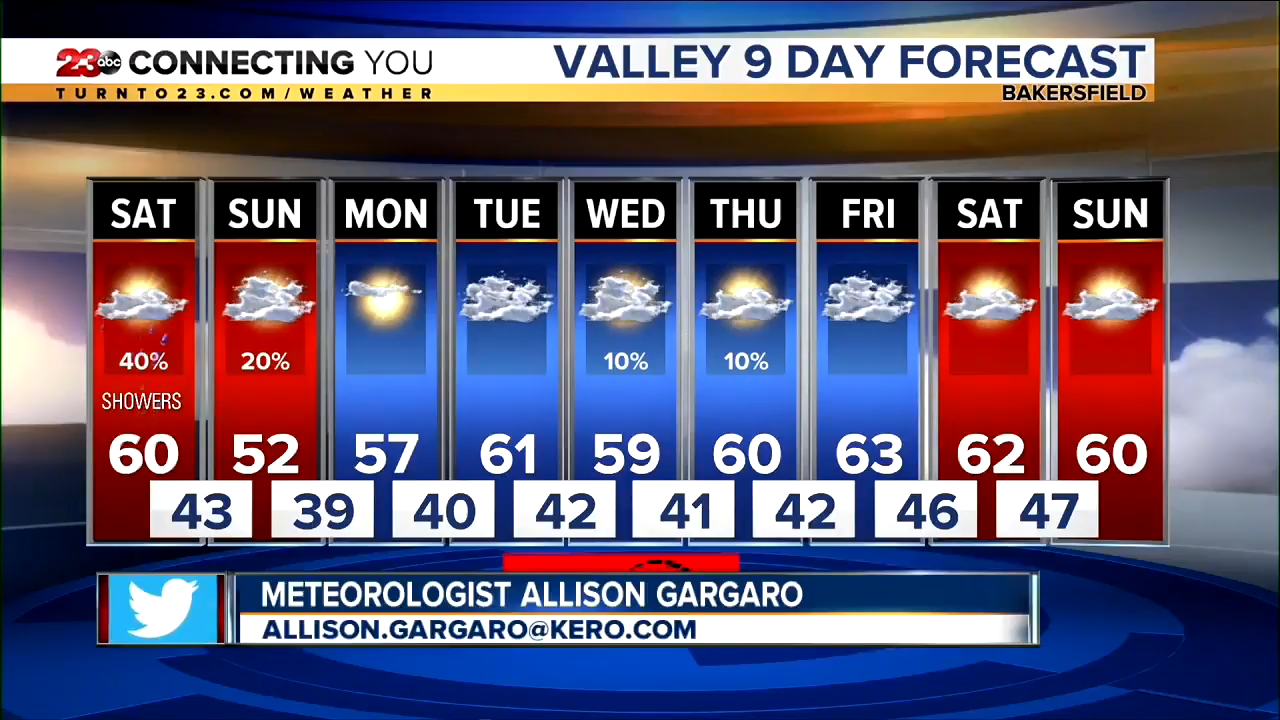 23 abc CONNECTING YOU
TURNTO23.COM/WEATHER
VALLEY 9 DAY FORECAST
BAKERSFIELD
SAT SUN MON TUE WED THU FRI SAT SUN
40% 20% 10% 10%
SHOWERS
60 52 57 61 59 60 63 62 60
43 39 40 42 41 42 46 47
METEOROLOGIST ALLISON GARGARO
ALLISON.GARGARO@KERO.COM